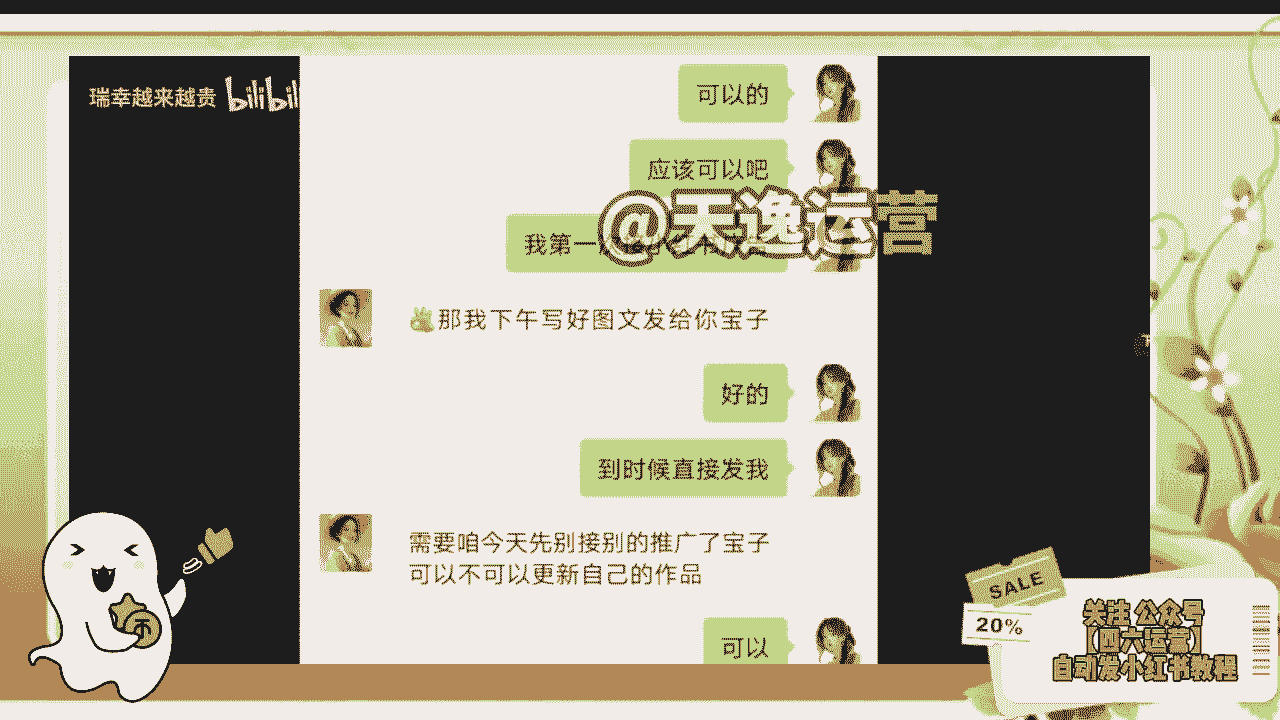 瑞幸越来越贵 bilibil
可以的
应该可以吧
@天逸运营
我第一
那我下午写好图文发给你宝子
好的
到时候直接发我
需要咱今天先别接别的推广了宝子
可以不可以更新自己的作品
可以
SALE
20%
关注 公众号
【四六运营】
自动发小红书教程